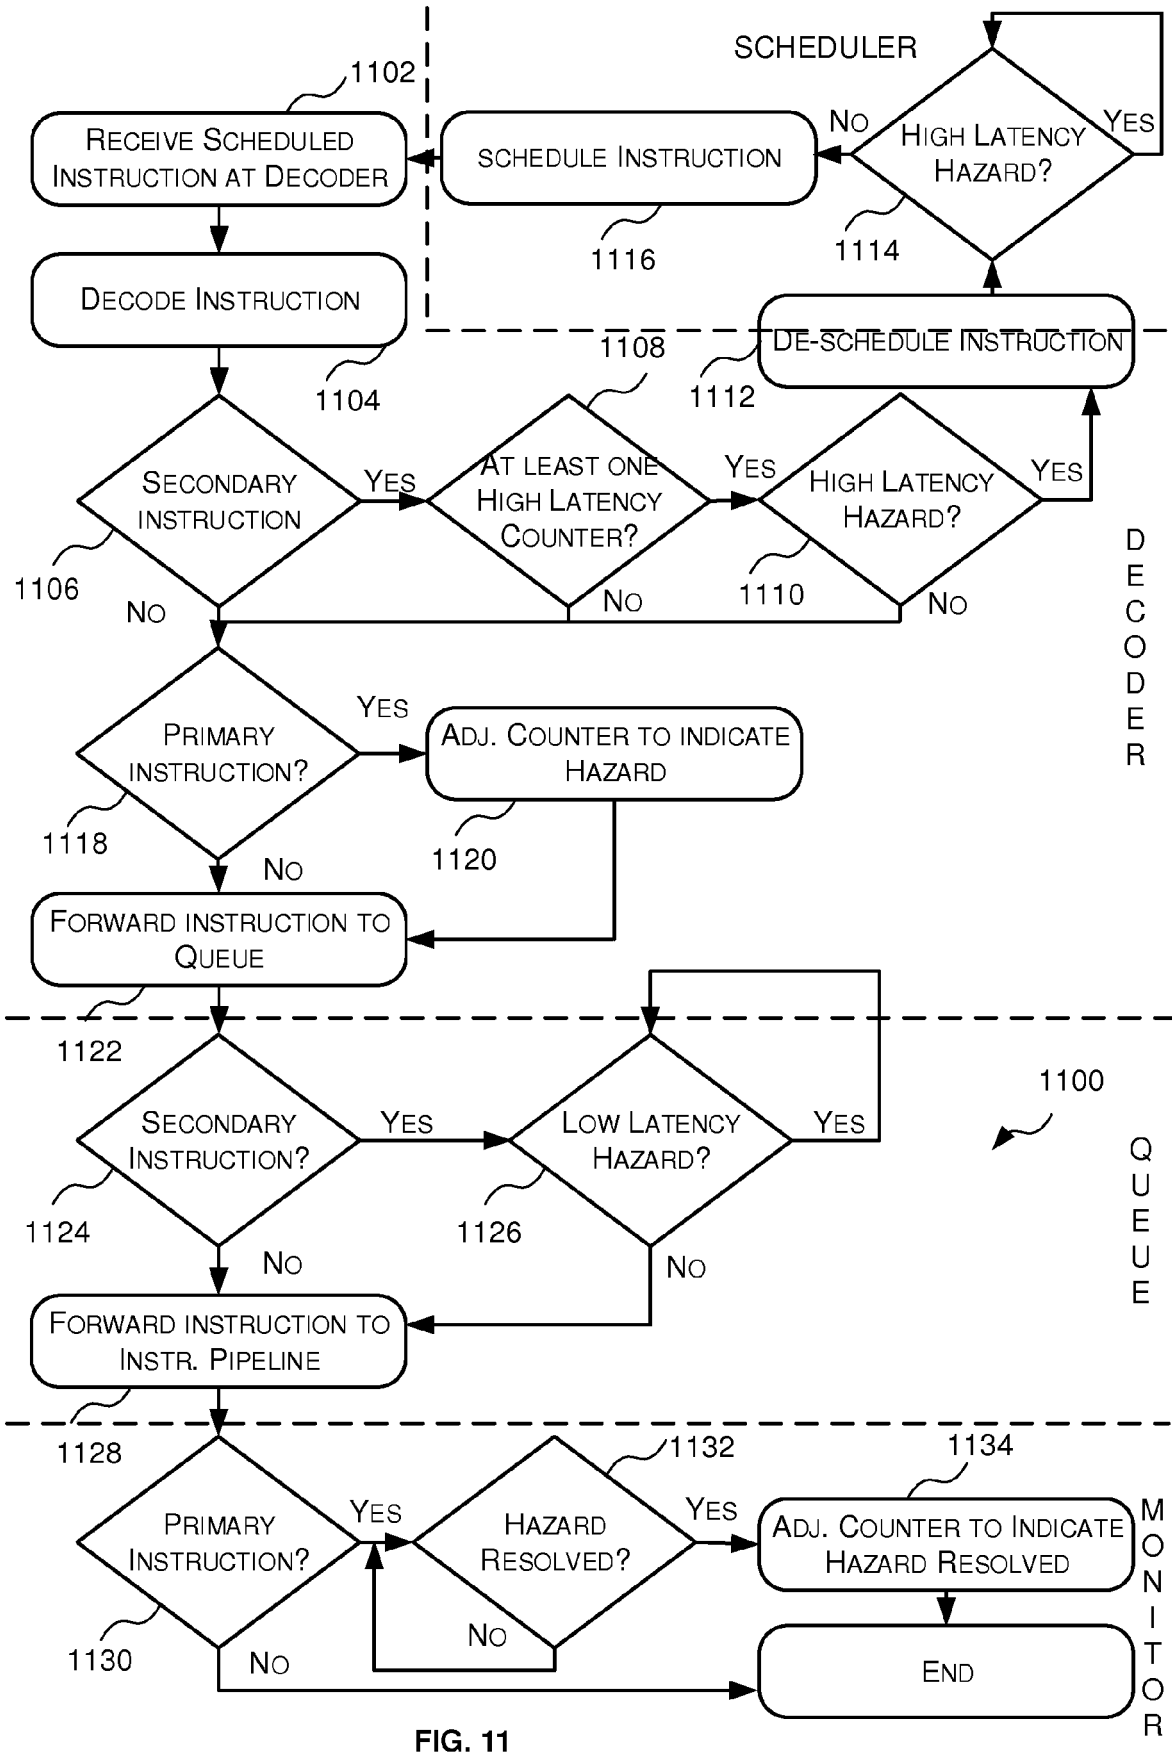 SCHEDULER
1102
RECEIVE SCHEDULED
INSTRUCTION AT DECODER
SCHEDULE INSTRUCTION
1116
NO
HIGH LATENCY
HAZARD?
YES
1114
DECODE INSTRUCTION
1104
DE-SCHEDULE INSTRUCTION
1112
SECONDARY
INSTRUCTION
1106
YES
NO
1108
AT LEAST ONE
HIGH LATENCY
COUNTER?
YES
NO
HIGH LATENCY
HAZARD?
1110
YES
NO
DECODER
PRIMARY
INSTRUCTION?
1118
YES
NO
ADJ. COUNTER TO INDICATE
HAZARD
1120
FORWARD INSTRUCTION TO
QUEUE
1122
SECONDARY
INSTRUCTION?
1124
YES
NO
LOW LATENCY
HAZARD?
1126
YES
NO
1100
QUEUE
FORWARD INSTRUCTION TO
INSTR. PIPELINE
1128
PRIMARY
INSTRUCTION?
1130
YES
NO
HAZARD
RESOLVED?
1132
YES
NO
1134
ADJ. COUNTER TO INDICATE
HAZARD RESOLVED
END
MONITOR
FIG. 11